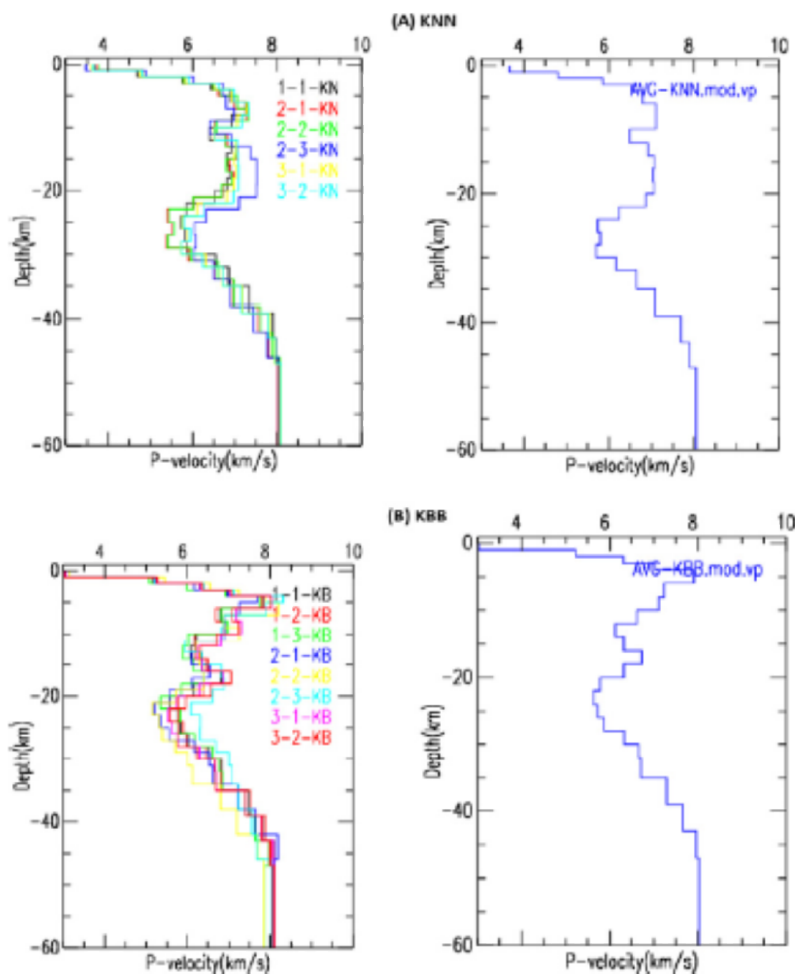 (A) KNN
4 6 8 10
0
-20
-40
-60
Depth(km)
P-velocity(km/s)
1-1-KN
2-1-KN
2-2-KN
2-3-KN
3-1-KN
3-2-KN
4 6 8 10
0
-20
-40
-60
Depth(km)
P-velocity(km/s)
AVG-KNN.mod.vp
(B) KBB
4 6 8 10
0
-20
-40
-60
Depth(km)
P-velocity(km/s)
1-1-KB
1-2-KB
1-3-KB
2-1-KB
2-2-KB
2-3-KB
3-1-KB
3-2-KB
4 6 8 10
0
-20
-40
-60
Depth(km)
P-velocity(km/s)
AVG-KBB.mod.vp